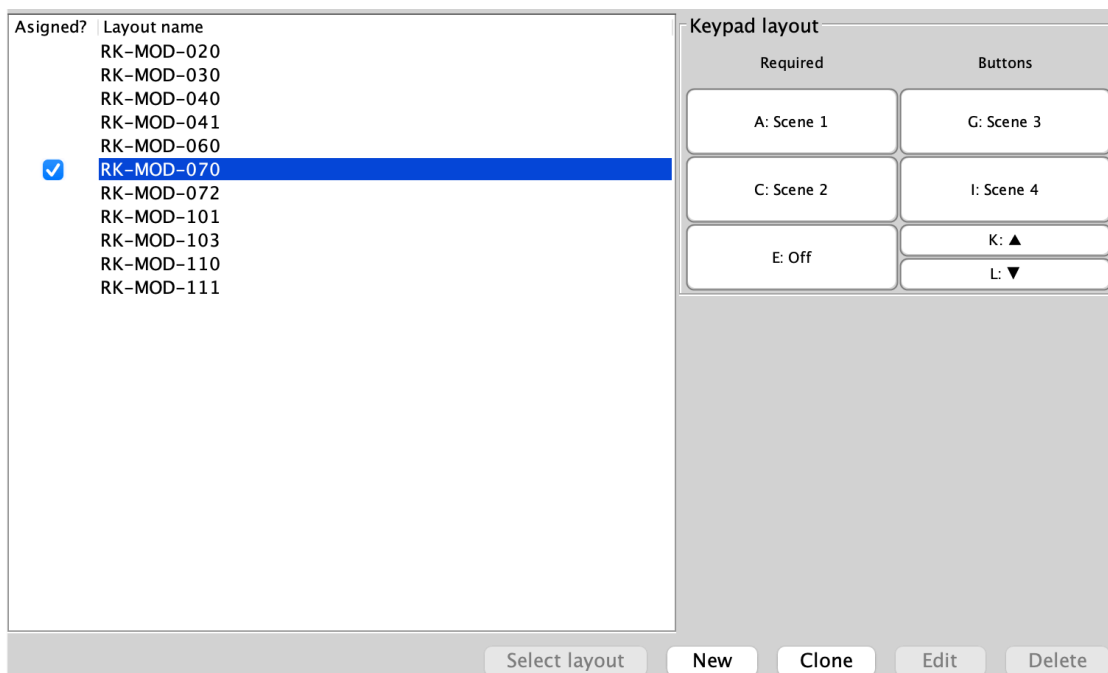 Asigned? Layout name
RK-MOD-020
RK-MOD-030
RK-MOD-040
RK-MOD-041
RK-MOD-060
RK-MOD-070
RK-MOD-072
RK-MOD-101
RK-MOD-103
RK-MOD-110
RK-MOD-111
Keypad layout
Required Buttons
A: Scene 1 G: Scene 3
C: Scene 2 I: Scene 4
E: Off
K: ▲
L: ▼
Select layout New Clone Edit Delete